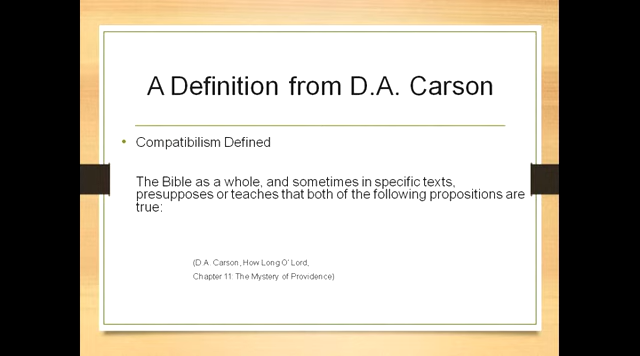 A Definition from D.A. Carson
• Compatibilism Defined
The Bible as a whole, and sometimes in specific texts,
presupposes or teaches that both of the following propositions are
true:
(D.A. Carson, How Long O' Lord,
Chapter 11: The Mystery of Providence)